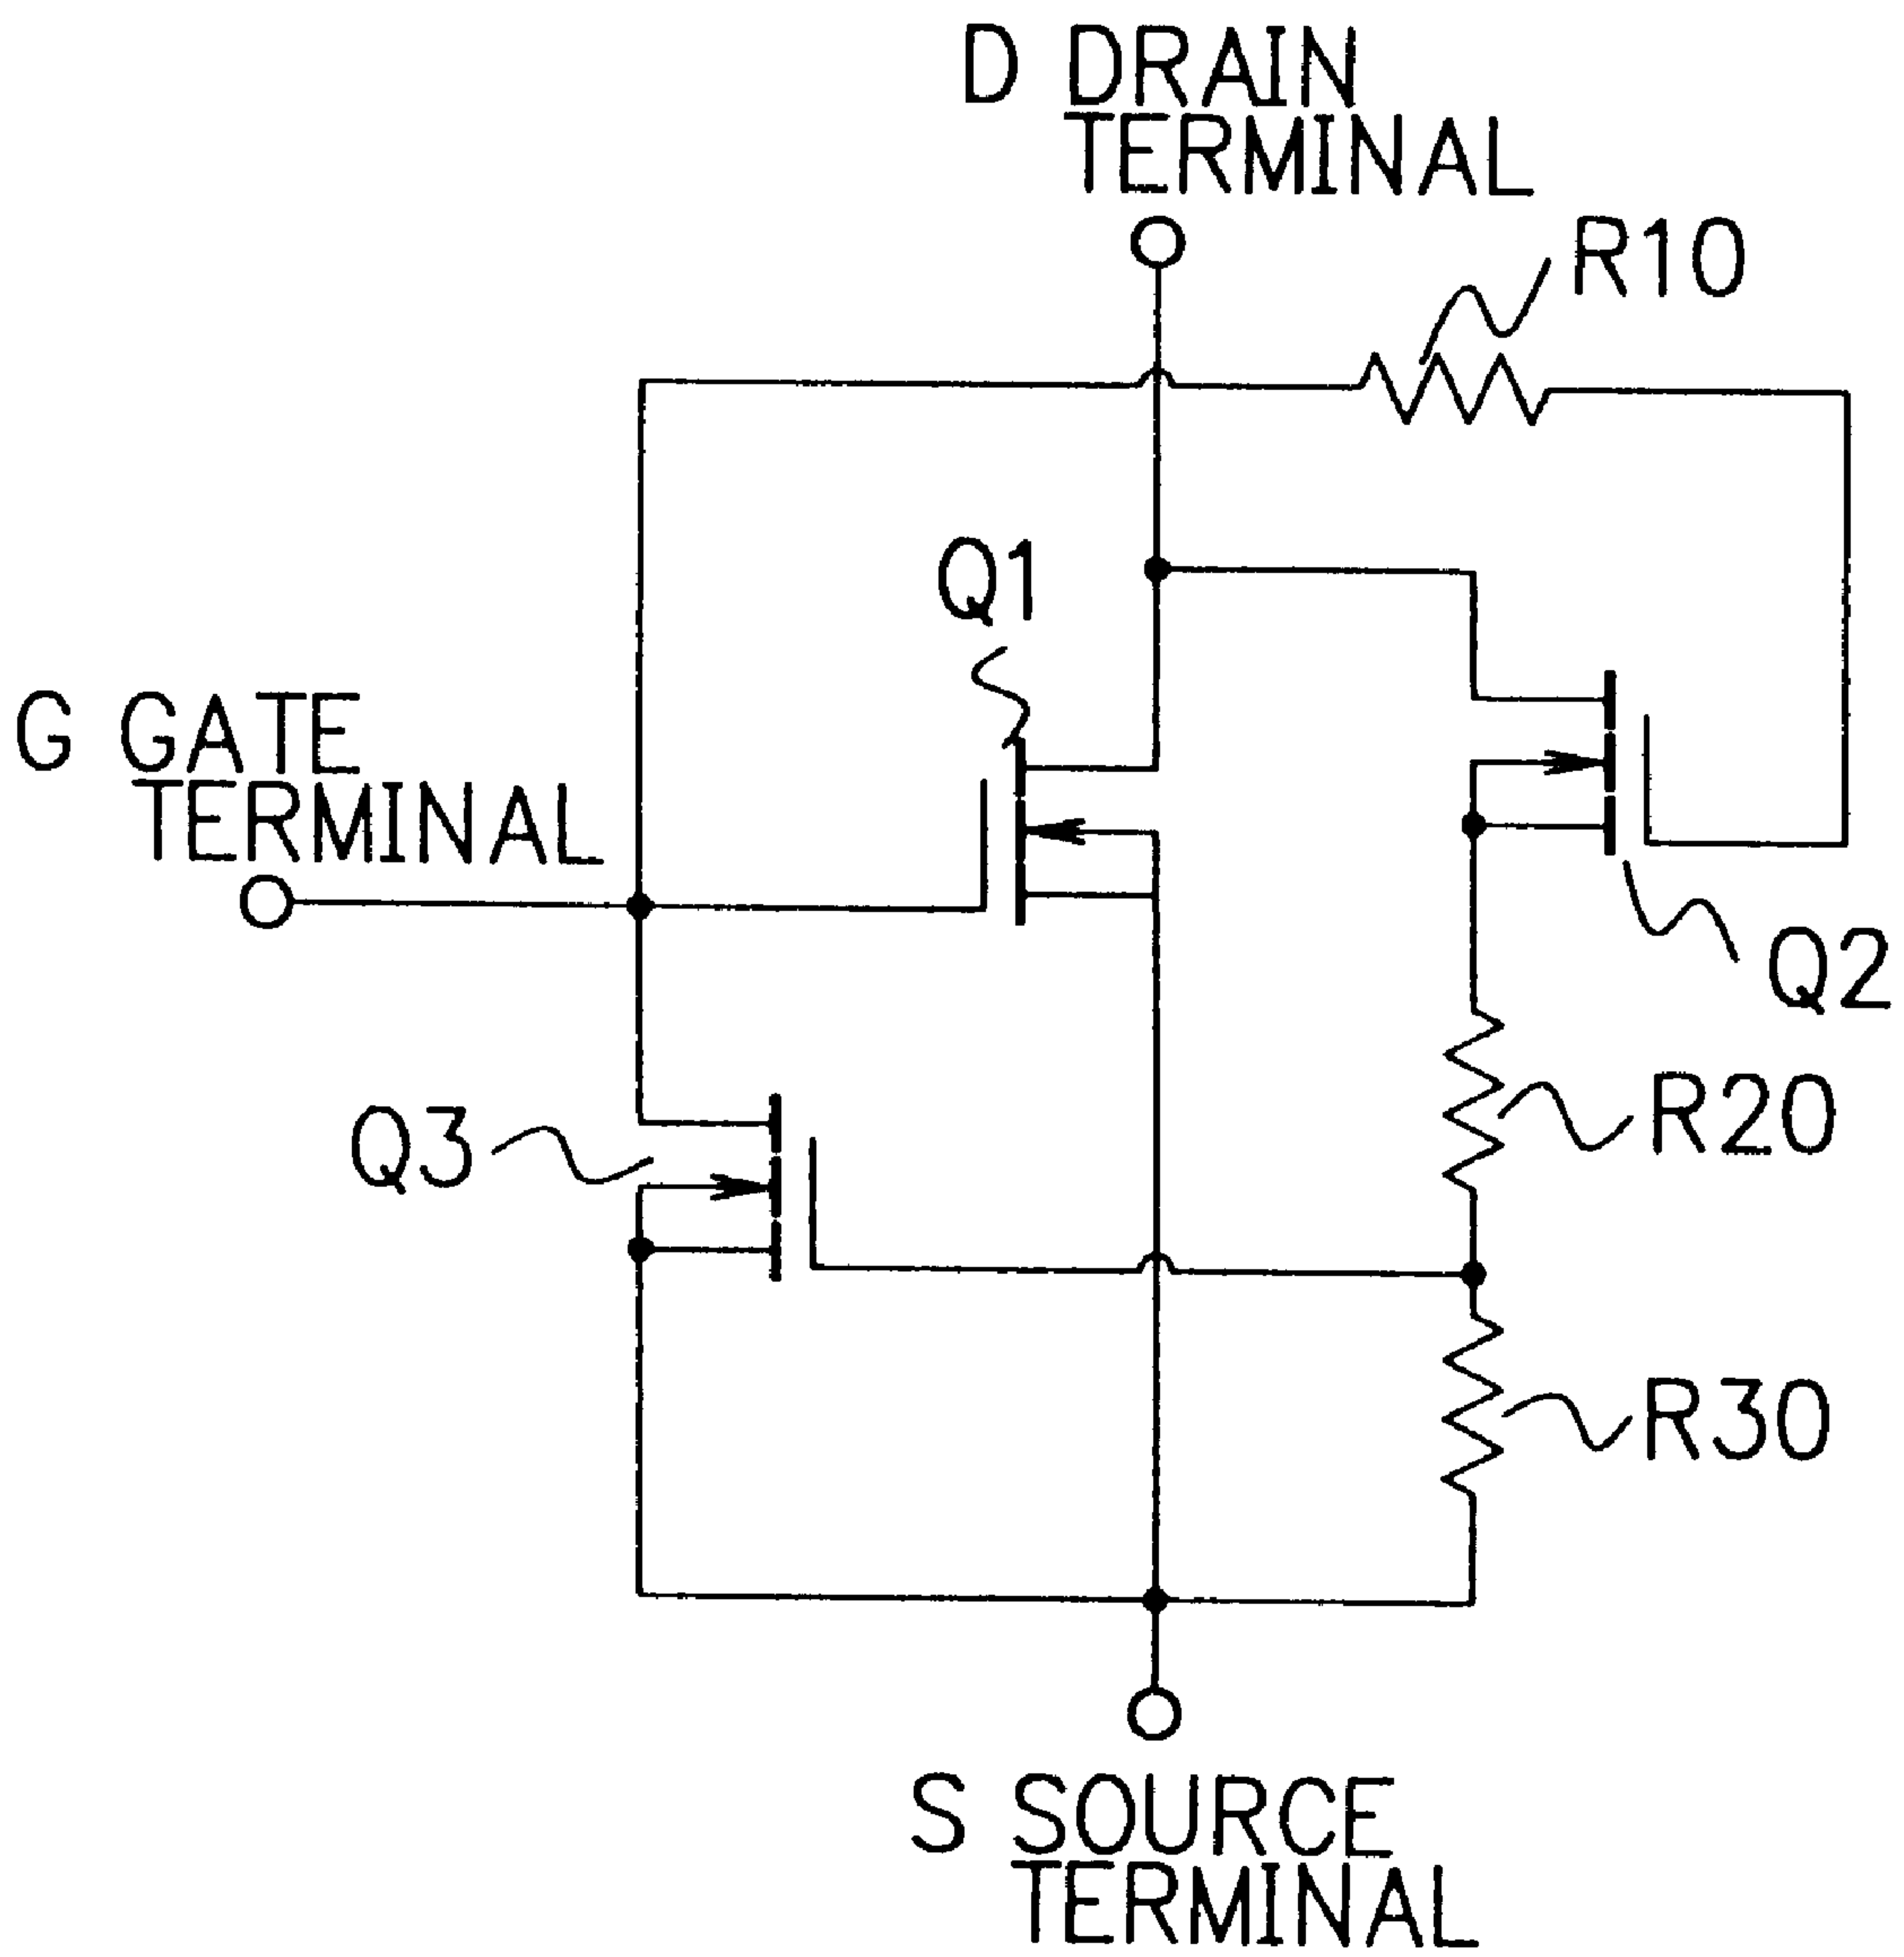 D DRAIN
TERMINAL
R10
Q1
G GATE
TERMINAL
Q2
Q3
R20
R30
S SOURCE
TERMINAL